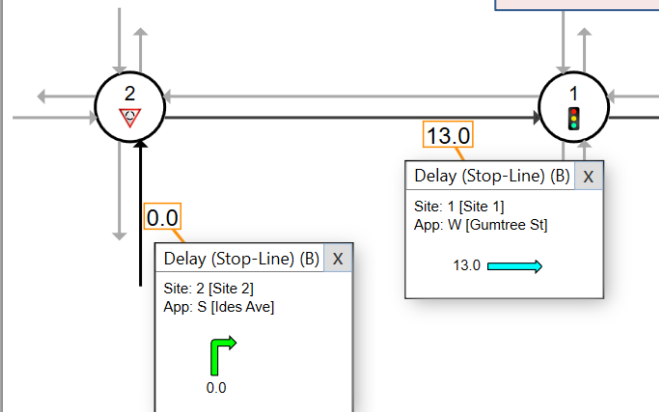 2
1
13.0
Delay (Stop-Line) (B) X
Site: 1 [Site 1]
App: W [Gumtree St]
13.0
0.0
Delay (Stop-Line) (B) X
Site: 2 [Site 2]
App: S [Ides Ave]
0.0